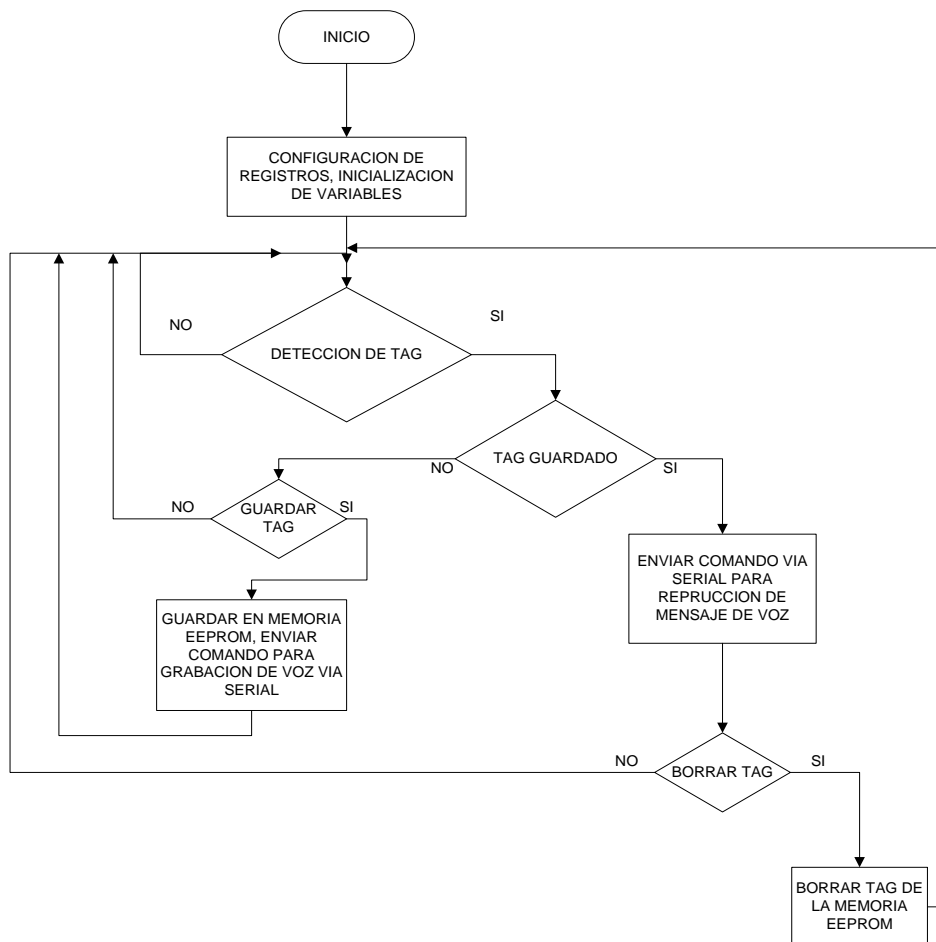 INICIO
CONFIGURACION DE
REGISTROS, INICIALIZACION
DE VARIABLES
NO
SI
DETECCION DE TAG
TAG GUARDADO
NO
SI
NO
GUARDAR
TAG
SI
ENVIAR COMANDO VIA
SERIAL PARA
REPRUCCION DE
MENSAJE DE VOZ
GUARDAR EN MEMORIA
EEPROM, ENVIAR
COMANDO PARA
GRABACION DE VOZ VIA
SERIAL
NO
BORRAR TAG
SI
BORRAR TAG DE
LA MEMORIA
EEPROM